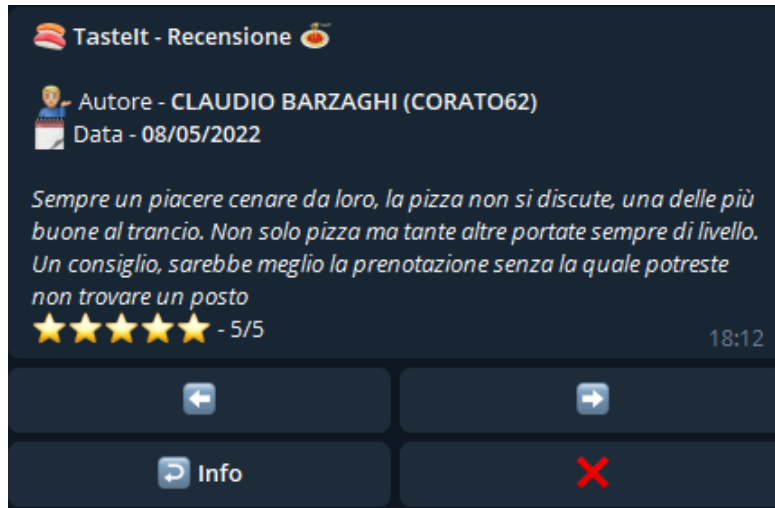 TasteIt - Recensione
Autore - CLAUDIO BARZAGHI (CORATO62)
Data - 08/05/2022
Sempre un piacere cenare da loro, la pizza non si discute, una delle più
buone al trancio. Non solo pizza ma tante altre portate sempre di livello.
Un consiglio, sarebbe meglio la prenotazione senza la quale potreste
non trovare un posto
- 5/5
18:12
Info